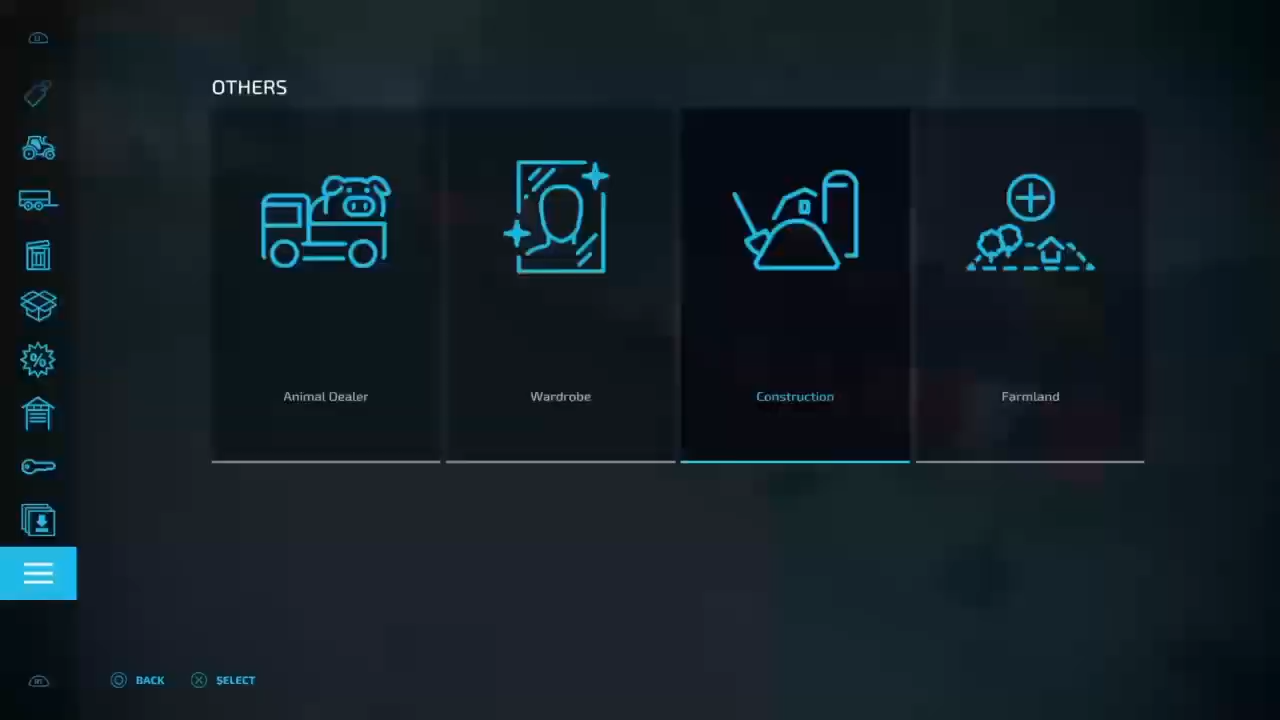 OTHERS
Animal Dealer
Wardrobe
Construction
Farmland
BACK
SELECT